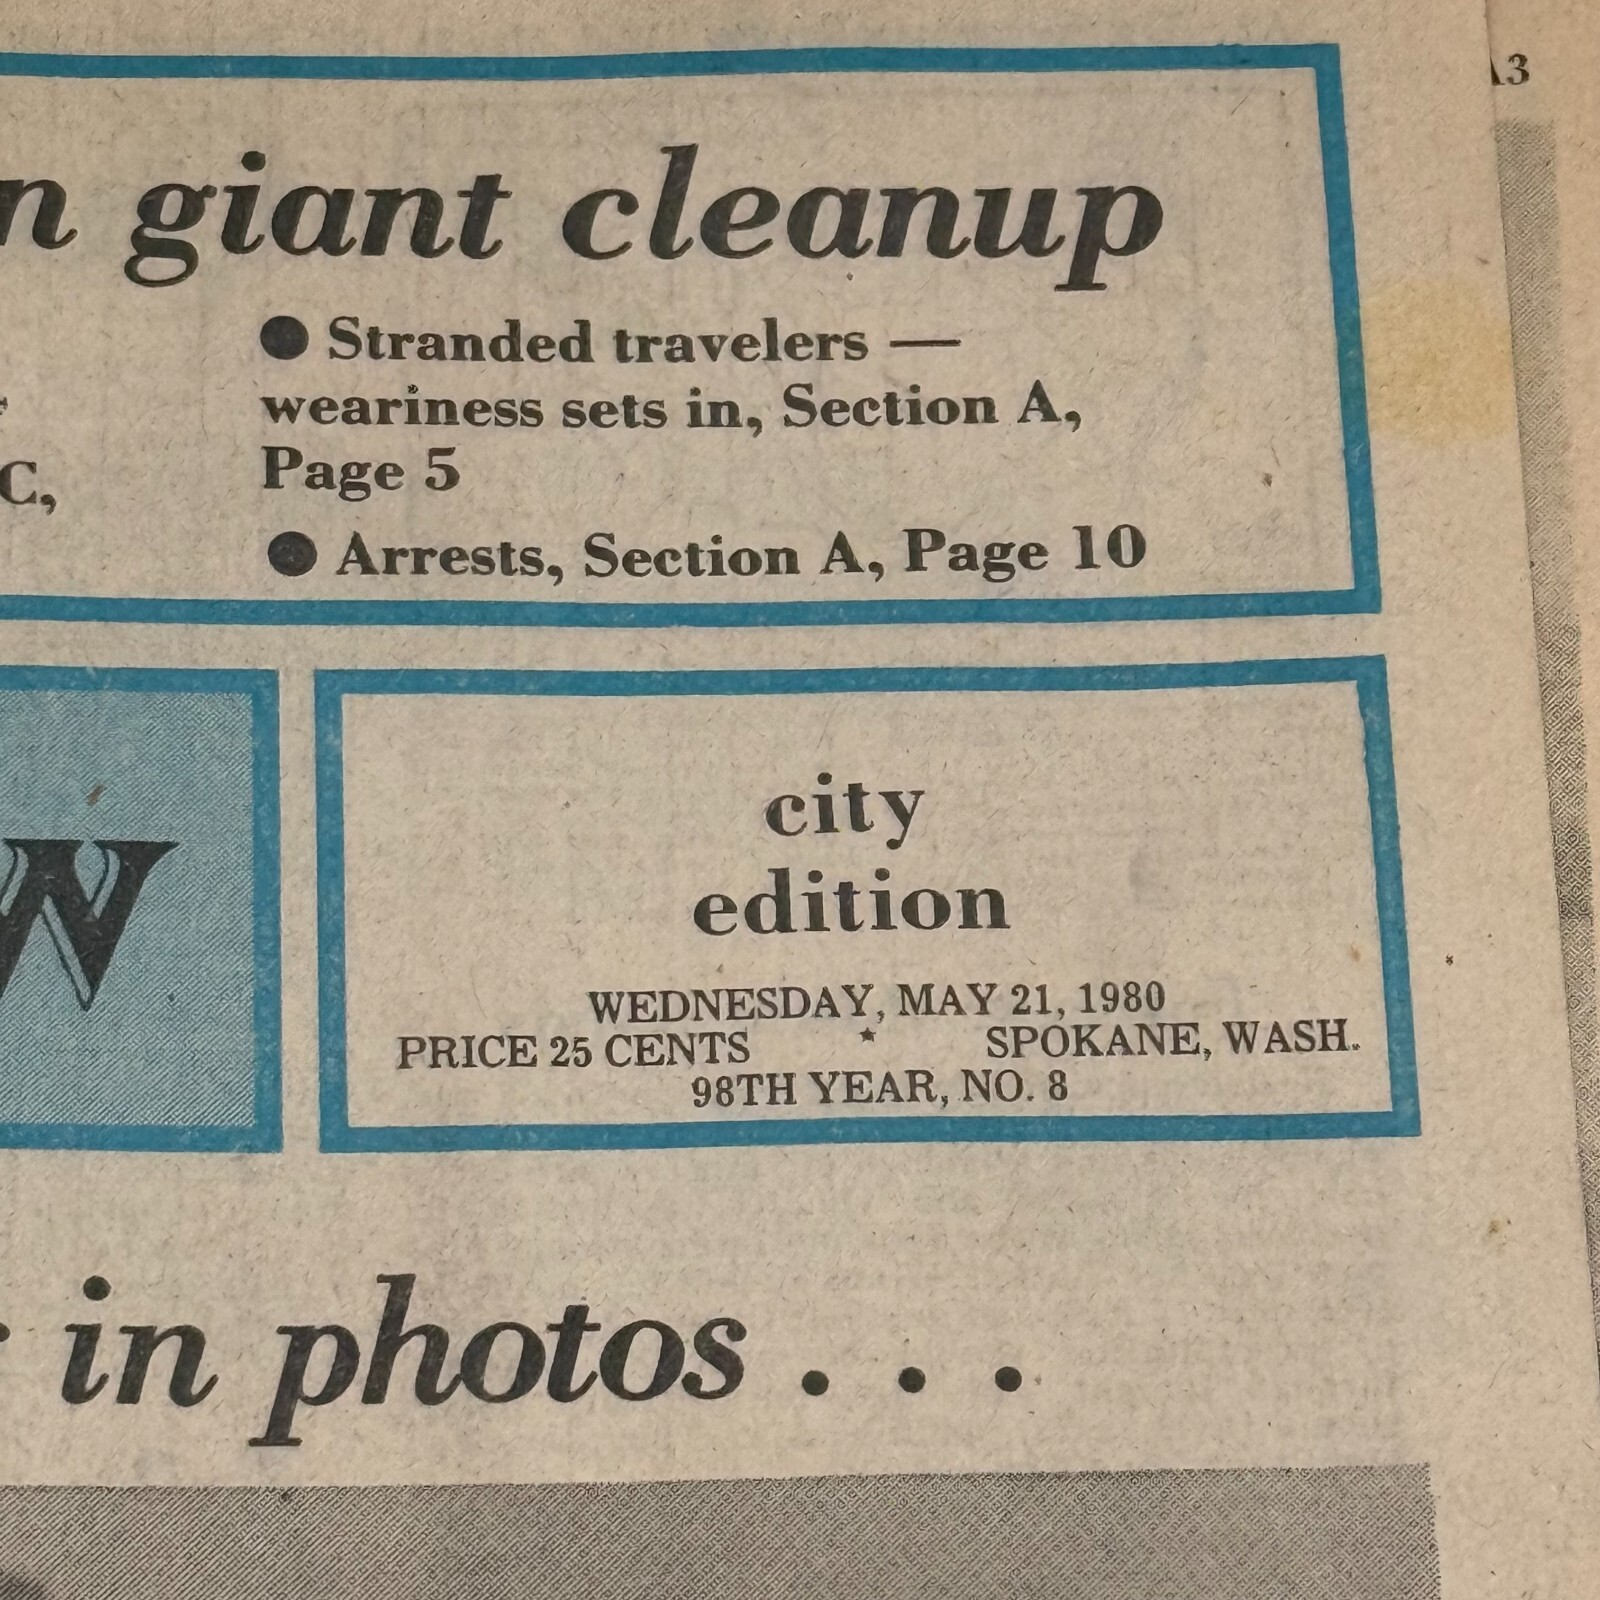 A3
n giant cleanup
● Stranded travelers —
weariness sets in, Section A,
Page 5
C,
● Arrests, Section A, Page 10
W
city
edition
WEDNESDAY, MAY 21, 1980
PRICE 25 CENTS ★ SPOKANE, WASH.
98TH YEAR, NO. 8
in photos . . .